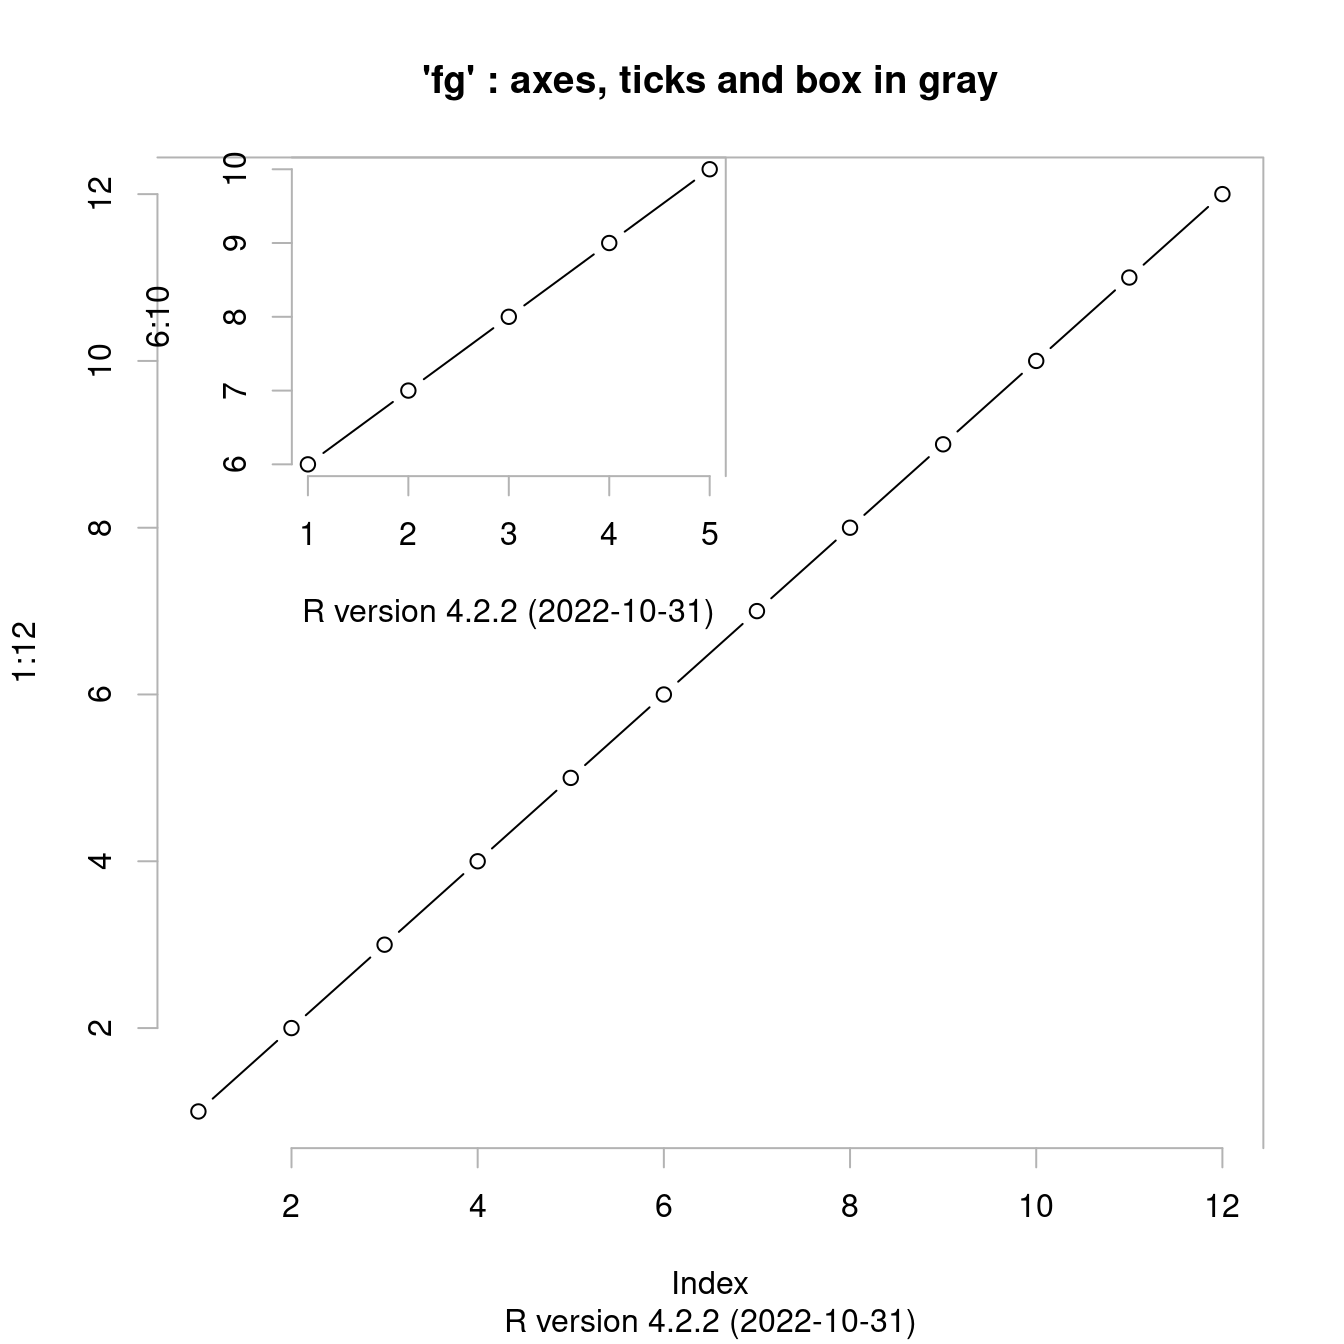 'fg' : axes, ticks and box in gray
12
10
8
6
4
2
1:12
10
9
8
7
6
6:10
1 2 3 4 5
R version 4.2.2 (2022-10-31)
2 4 6 8 10 12
Index
R version 4.2.2 (2022-10-31)